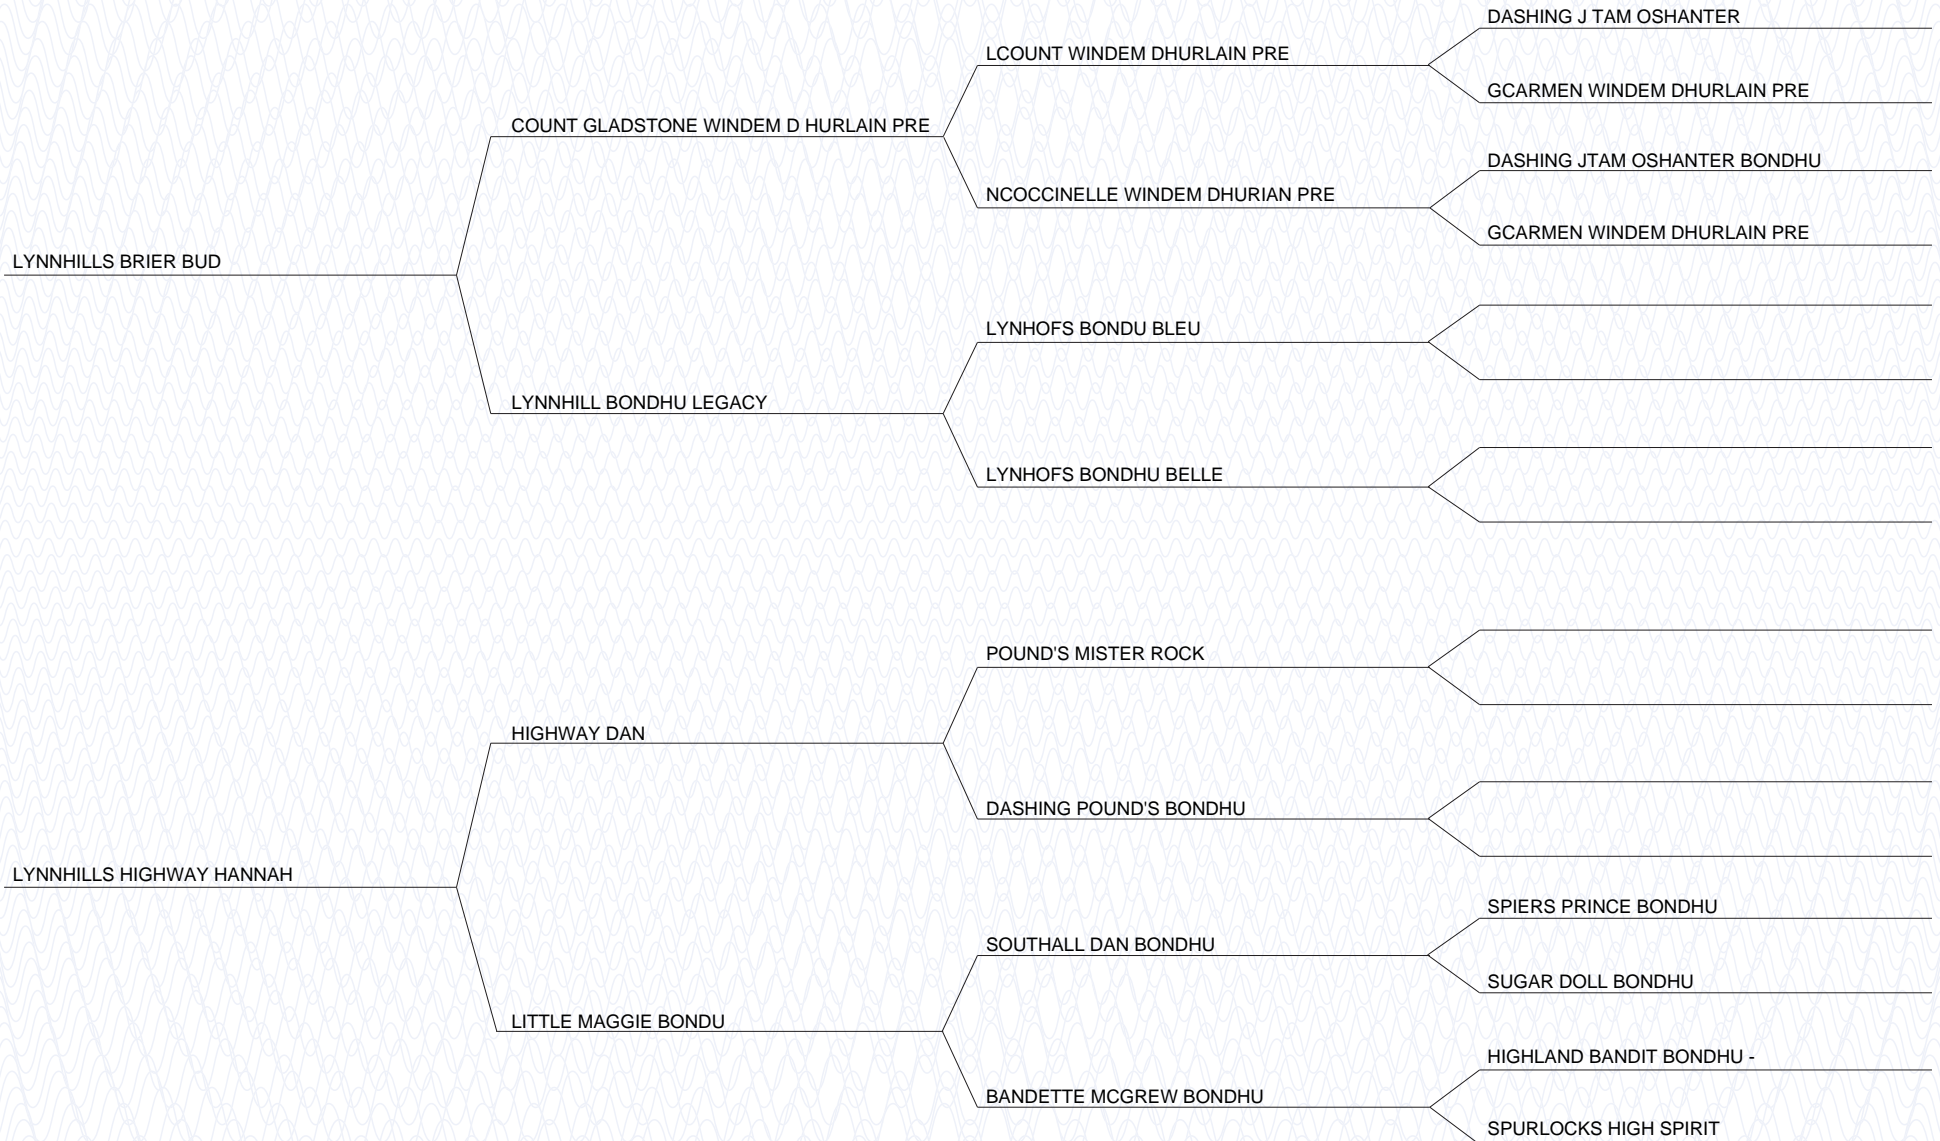 DASHING J TAM OSHANTER
LCOUNT WINDEM DHURLAIN PRE
GCARMEN WINDEM DHURLAIN PRE
COUNT GLADSTONE WINDEM D HURLAIN PRE
DASHING JTAM OSHANTER BONDHU
NCOCCINELLE WINDEM DHURIAN PRE
GCARMEN WINDEM DHURLAIN PRE
LYNNHILLS BRIER BUD
LYNHOFS BONDU BLEU
LYNNHILL BONDHU LEGACY
LYNHOFS BONDHU BELLE
POUND'S MISTER ROCK
HIGHWAY DAN
DASHING POUND'S BONDHU
LYNNHILLS HIGHWAY HANNAH
SPIERS PRINCE BONDHU
SOUTHALL DAN BONDHU
SUGAR DOLL BONDHU
LITTLE MAGGIE BONDU
HIGHLAND BANDIT BONDHU -
BANDETTE MCGREW BONDHU
SPURLOCKS HIGH SPIRIT